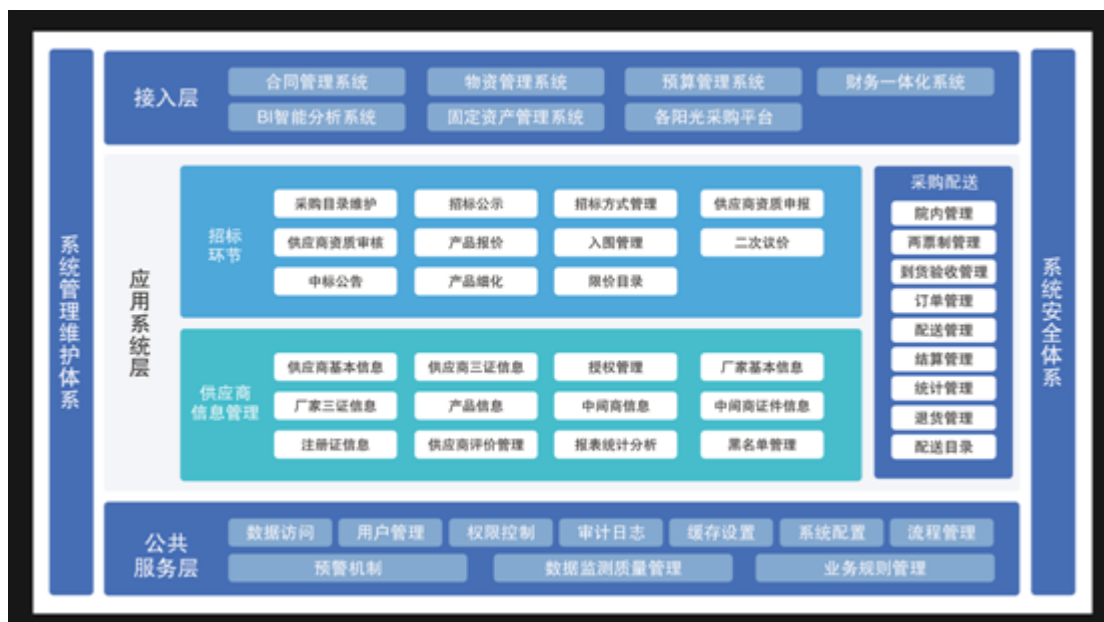 系统管理维护体系
接入层
合同管理系统
物资管理系统
预算管理系统
财务一体化系统
BI智能分析系统
固定资产管理系统
各阳光采购平台
应用系统层
招标
环节
采购目录维护
招标公示
招标方式管理
供应商资质申报
供应商资质审核
产品报价
入围管理
二次议价
中标公告
产品细化
限价目录
供应商
信息管理
供应商基本信息
供应商三证信息
授权管理
厂家基本信息
厂家三证信息
产品信息
中间商信息
中间商证件信息
注册证信息
供应商评价管理
报表统计分析
黑名单管理
采购配送
院内管理
两票制管理
到货验收管理
订单管理
配送管理
结算管理
统计管理
退货管理
配送目录
公共
服务层
数据访问
用户管理
权限控制
审计日志
缓存设置
系统配置
流程管理
预警机制
数据监测质量管理
业务规则管理
系统安全体系